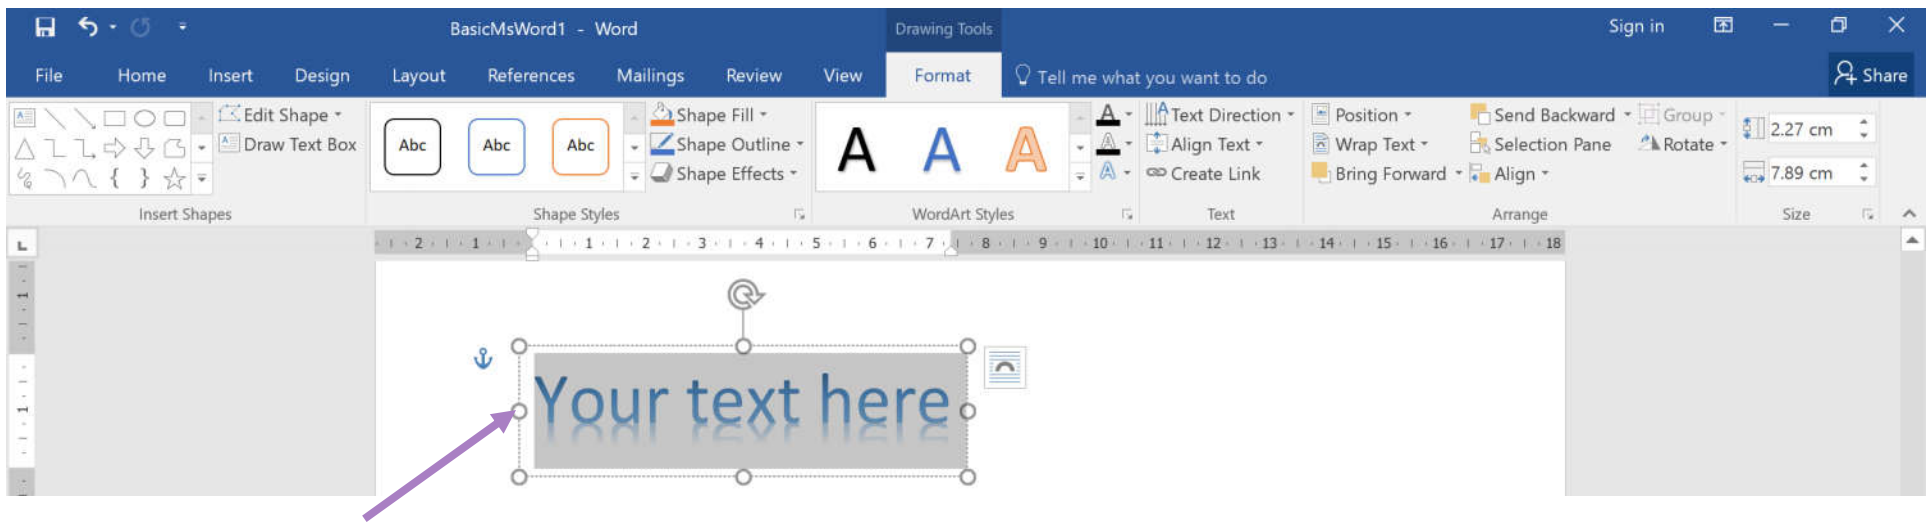 BasicMsWord1 - Word
Drawing Tools
Sign in
File Home Insert Design Layout References Mailings Review View Format Tell me what you want to do Share
Edit Shape
Draw Text Box
Insert Shapes
Abc Abc Abc
Shape Fill
Shape Outline
Shape Effects
Shape Styles
A A A
WordArt Styles
Text Direction
Align Text
Create Link
Text
Position
Wrap Text
Bring Forward
Send Backward
Selection Pane
Align
Group
Rotate
Arrange
2.27 cm
7.89 cm
Size
2 1 1 2 3 4 5 6 7 8 9 10 11 12 13 14 15 16 17 18
1
1
Your text here